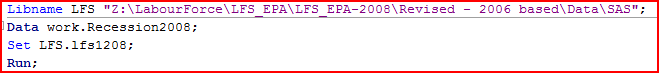 Libname LFS "Z:\LabourForce\LFS_EPA\LFS_EPA-2008\Revised - 2006 based\Data\SAS";
Data work.Recession2008;
Set LFS.lfs1208;
Run;